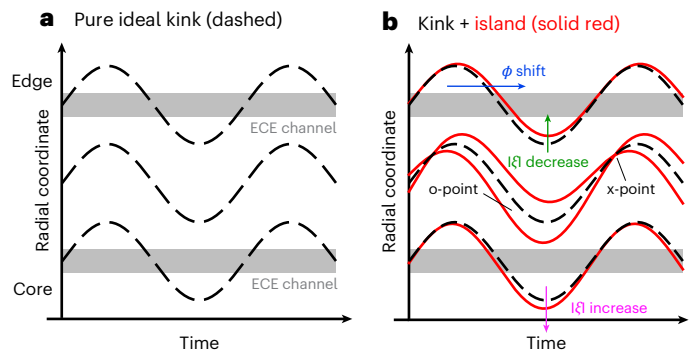 a Pure ideal kink (dashed)
Edge
ECE channel
Radial coordinate
ECE channel
Core
Time
b Kink + island (solid red)
ϕ shift
|ξ| decrease
o-point
x-point
Radial coordinate
|ξ| increase
Time